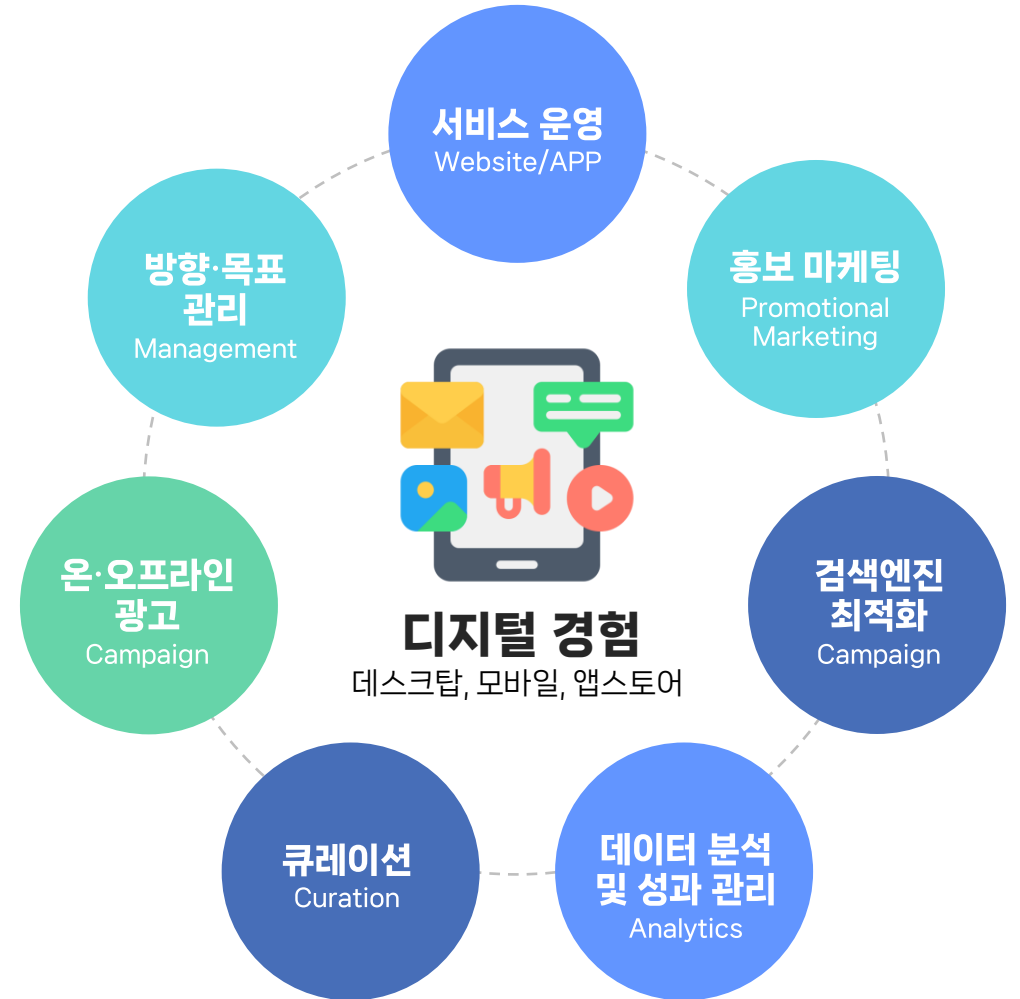 서비스 운영
Website/APP
방향·목표
관리
Management
홍보 마케팅
Promotional
Marketing
온·오프라인
광고
Campaign
검색엔진
최적화
Campaign
디지털 경험
데스크탑, 모바일, 앱스토어
큐레이션
Curation
데이터 분석
및 성과 관리
Analytics